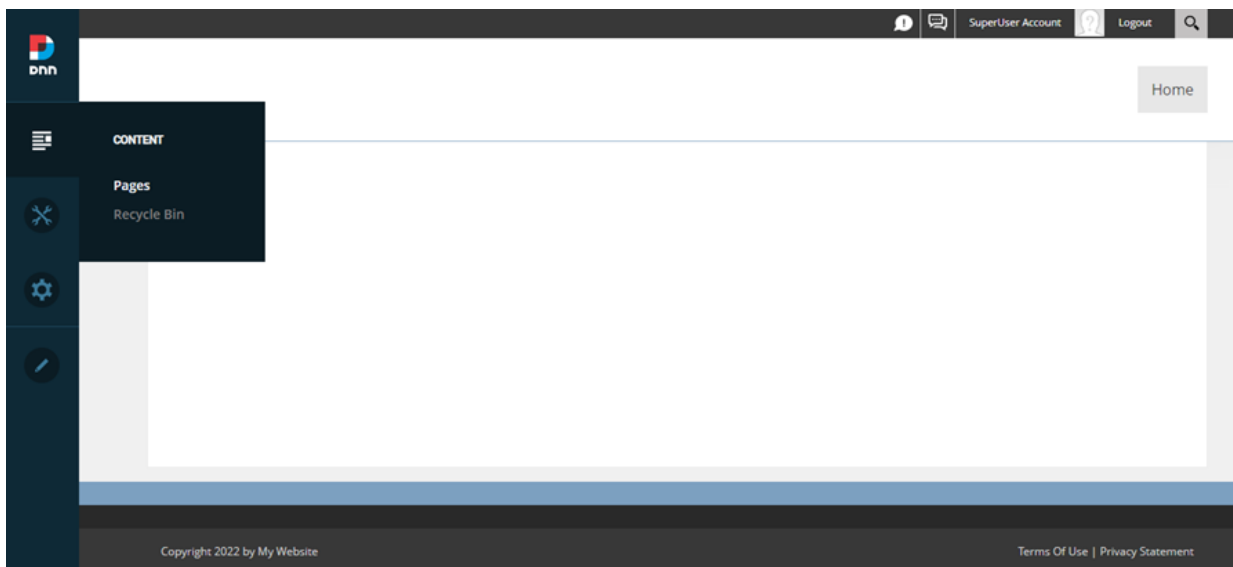 SuperUser Account
Logout
DNN
Home
CONTENT
Pages
Recycle Bin
Copyright 2022 by My Website
Terms Of Use | Privacy Statement